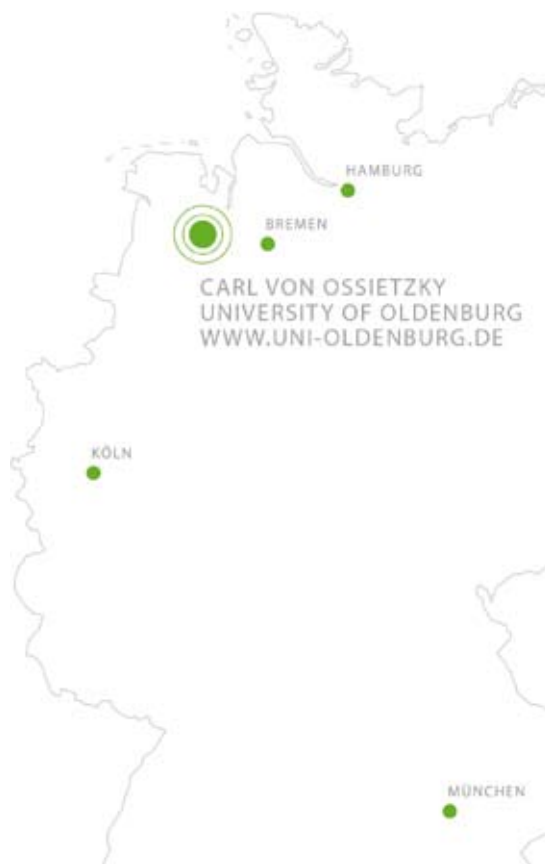 HAMBURG
BREMEN
CARL VON OSSIETZKY
UNIVERSITY OF OLDENBURG
WWW.UNI-OLDENBURG.DE
KÖLN
MÜNCHEN